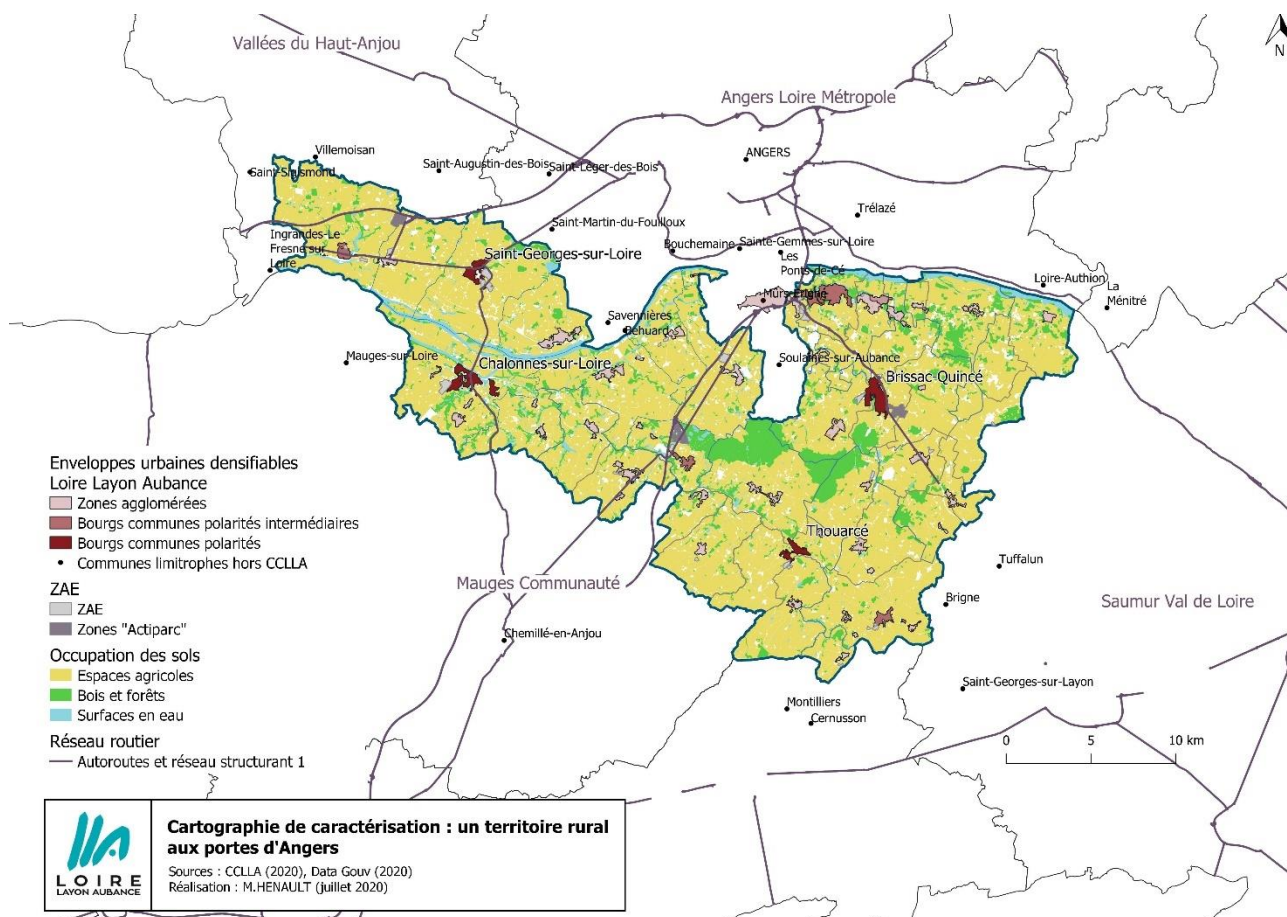 Vallées du Haut-Anjou
N
Angers Loire Métropole
Villemoisan
Saint-Sigismond
Saint-Augustin-des-Bois
Saint-Léger-des-Bois
ANGERS
Trélazé
Saint-Martin-du-Fouilloux
Ingrandes-Le
Fresne sur
Loire
Saint-Georges-sur-Loire
Bouchemaine
Sainte-Gemmes-sur-Loire
Les
Ponts-de-Cé
Loire-Authion
La
Ménitré
Mûrs-Erigné
Savennières
Béhuard
Mauges-sur-Loire
Chalonnes-sur-Loire
Soulaines-sur-Aubance
Brissac-Quincé
Enveloppes urbaines densifiables
Loire Layon Aubance
Zones agglomérées
Bourgs communes polarités intermédiaires
Bourgs communes polarités
Communes limitrophes hors CCLLA
ZAE
ZAE
Zones "Actiparc"
Occupation des sols
Espaces agricoles
Bois et forêts
Surfaces en eau
Réseau routier
Autoroutes et réseau structurant 1
Thouarcé
Mauges Communauté
Tuffalun
Brigne
Saumur Val de Loire
Chemillé-en-Anjou
Saint-Georges-sur-Layon
Montilliers
Cernusson
0 5 10 km
LOIRE
LAYON AUBANCE
Cartographie de caractérisation : un territoire rural
aux portes d'Angers
Sources : CCLLA (2020), Data Gouv (2020)
Réalisation : M.HENAULT (juillet 2020)